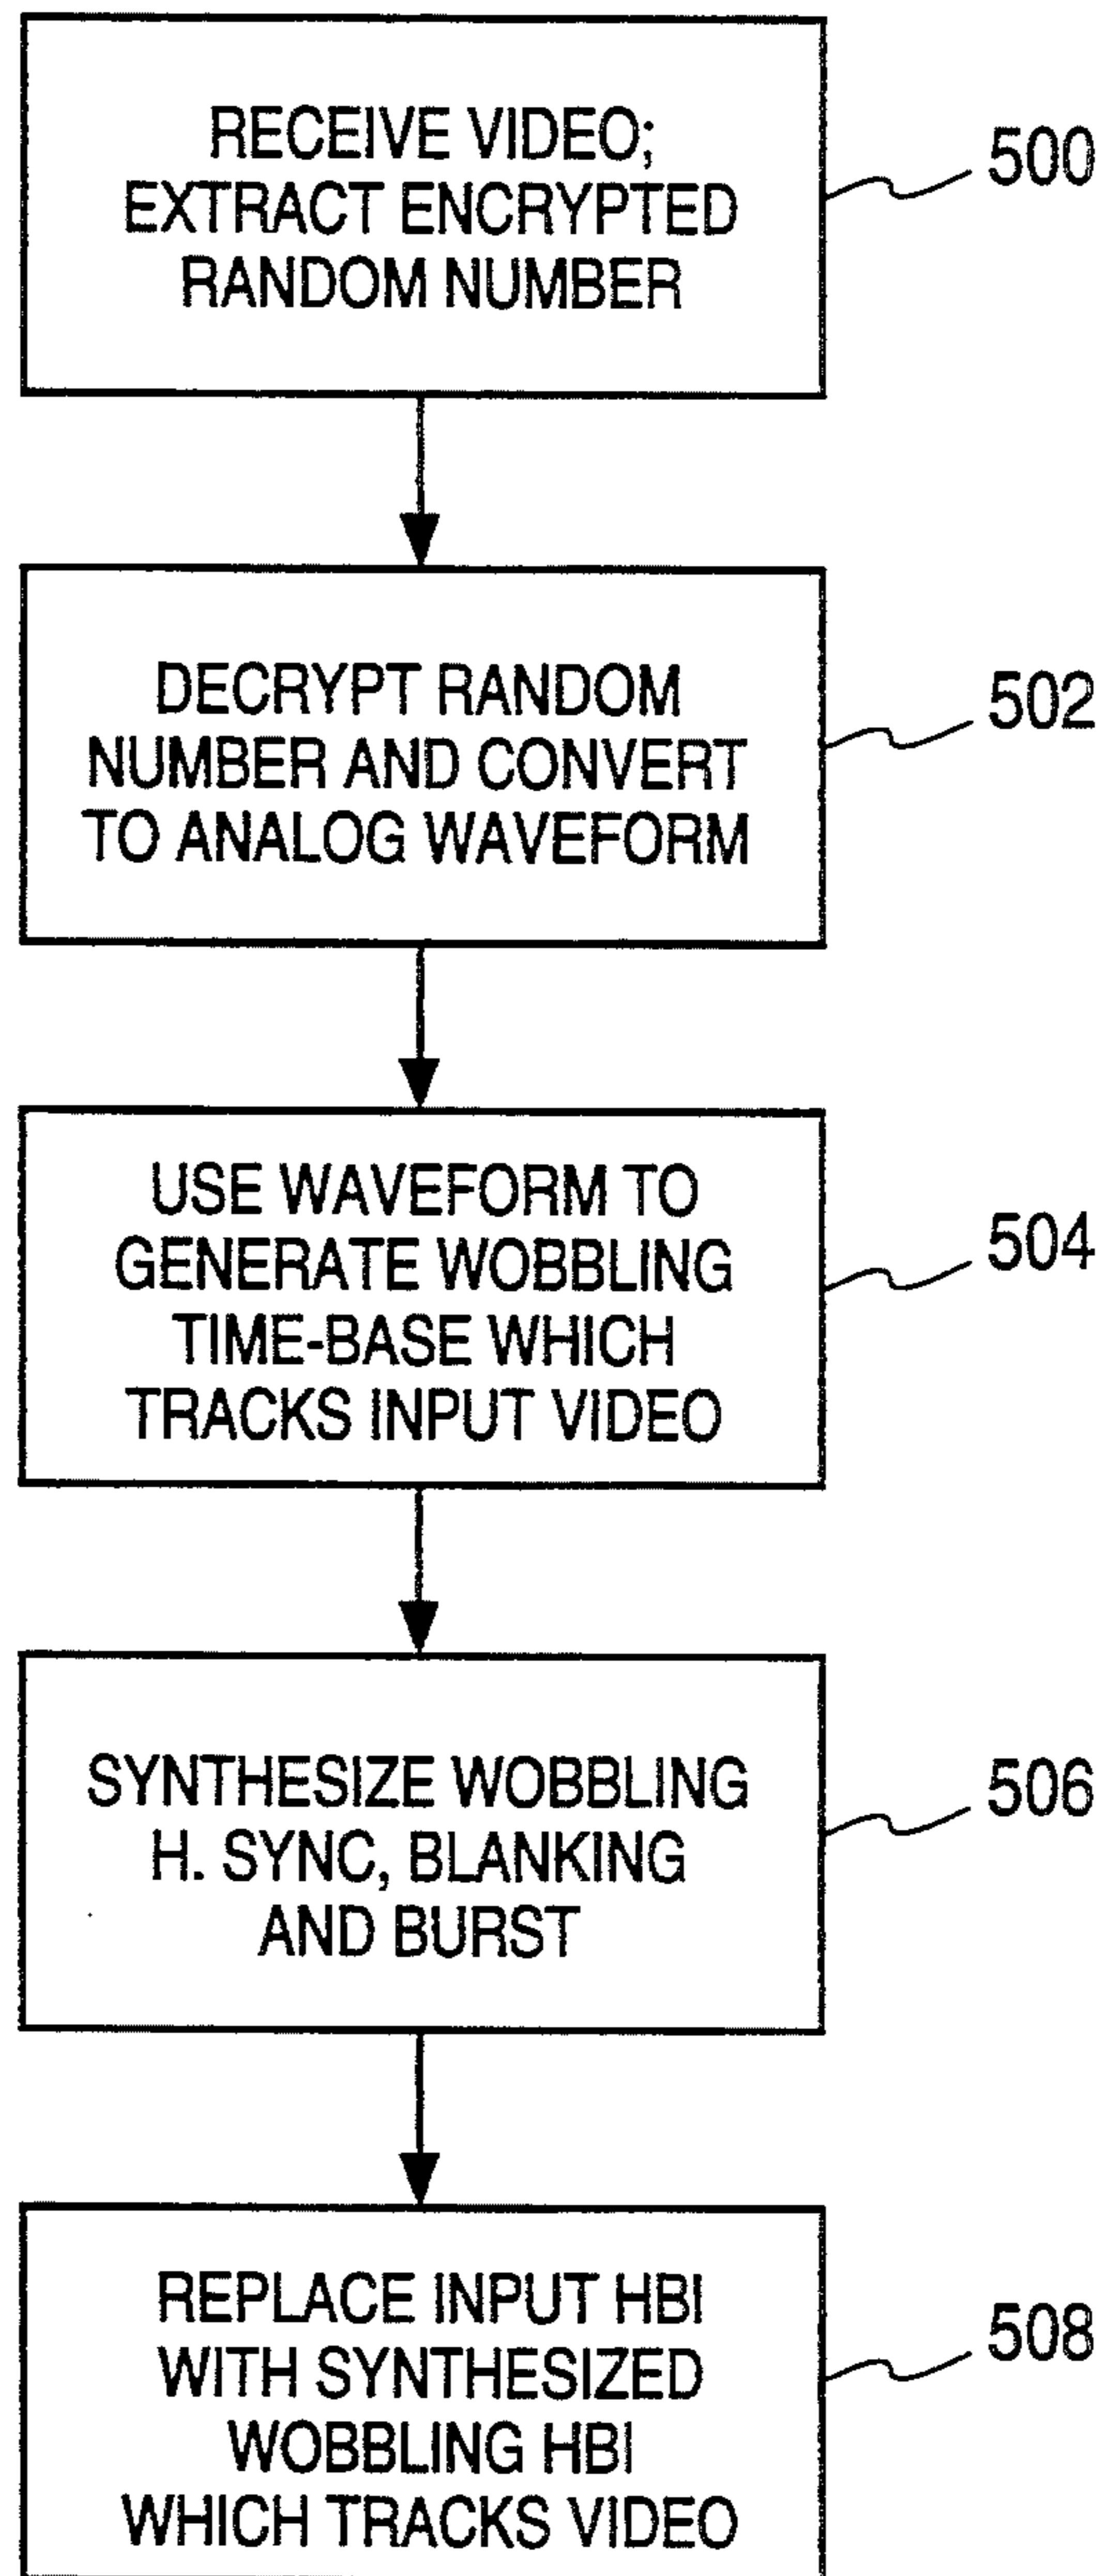 RECEIVE VIDEO;
EXTRACT ENCRYPTED
RANDOM NUMBER
500
DECRYPT RANDOM
NUMBER AND CONVERT
TO ANALOG WAVEFORM
502
USE WAVEFORM TO
GENERATE WOBBLING
TIME-BASE WHICH
TRACKS INPUT VIDEO
504
SYNTHESIZE WOBBLING
H. SYNC, BLANKING
AND BURST
506
REPLACE INPUT HBI
WITH SYNTHESIZED
WOBBLING HBI
WHICH TRACKS VIDEO
508